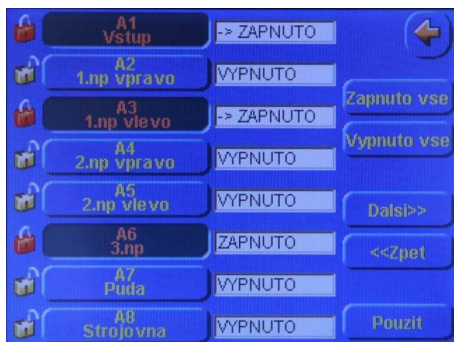 A1
Vstup
-> ZAPNUTO
A2
1.np vpravo
VYPNUTO
A3
1.np vlevo
-> ZAPNUTO
A4
2.np vpravo
VYPNUTO
A5
2.np vlevo
VYPNUTO
A6
3.np
ZAPNUTO
A7
Puda
VYPNUTO
A8
Strojovna
VYPNUTO
Zapnuto vse
Vypnuto vse
Dalsi>>
<<Zpet
Pouzit